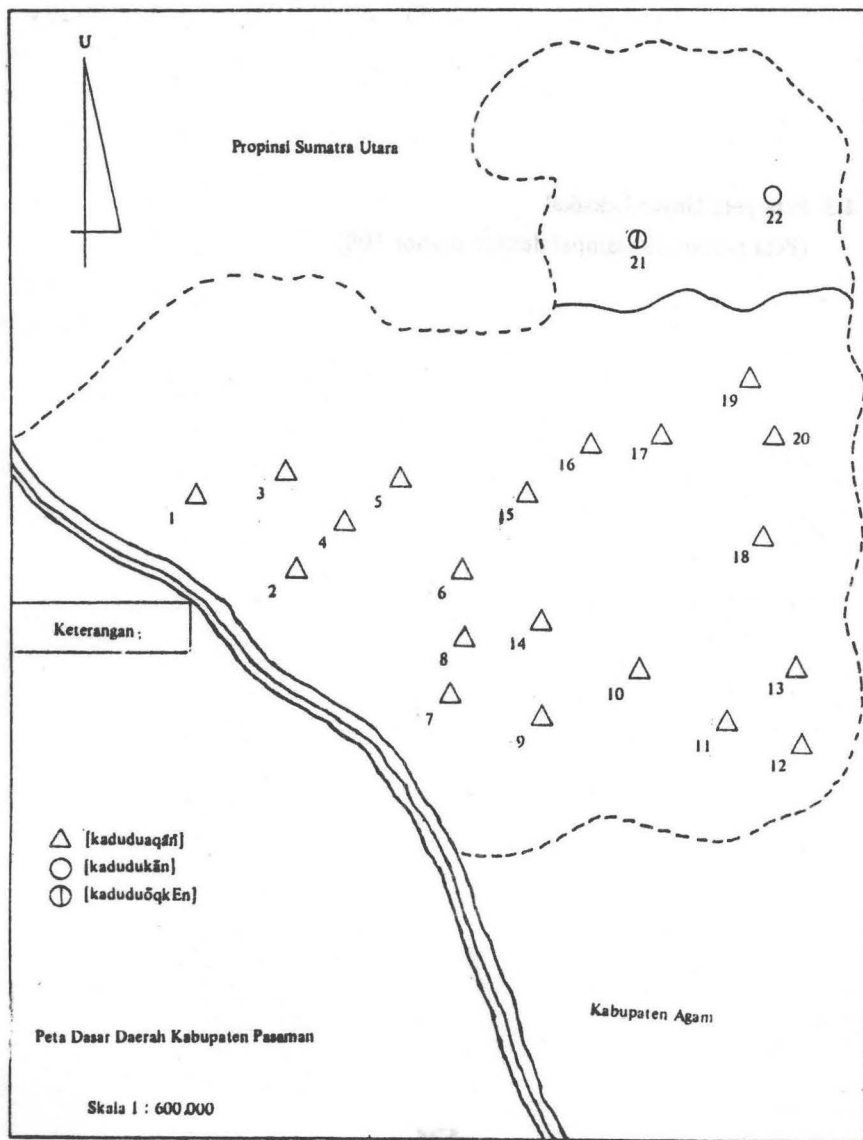 U
Propinsi Sumatra Utara
22
21
19
16
17
20
3
5
1
15
4
18
2
6
Keterangan :
14
8
10
13
7
9
11
12
△ [kaduduaqān]
○ [kadudukān]
⦶ [kaduduōqkEn]
Kabupaten Agam
Peta Dasar Daerah Kabupaten Pasaman
Skala 1 : 600.000